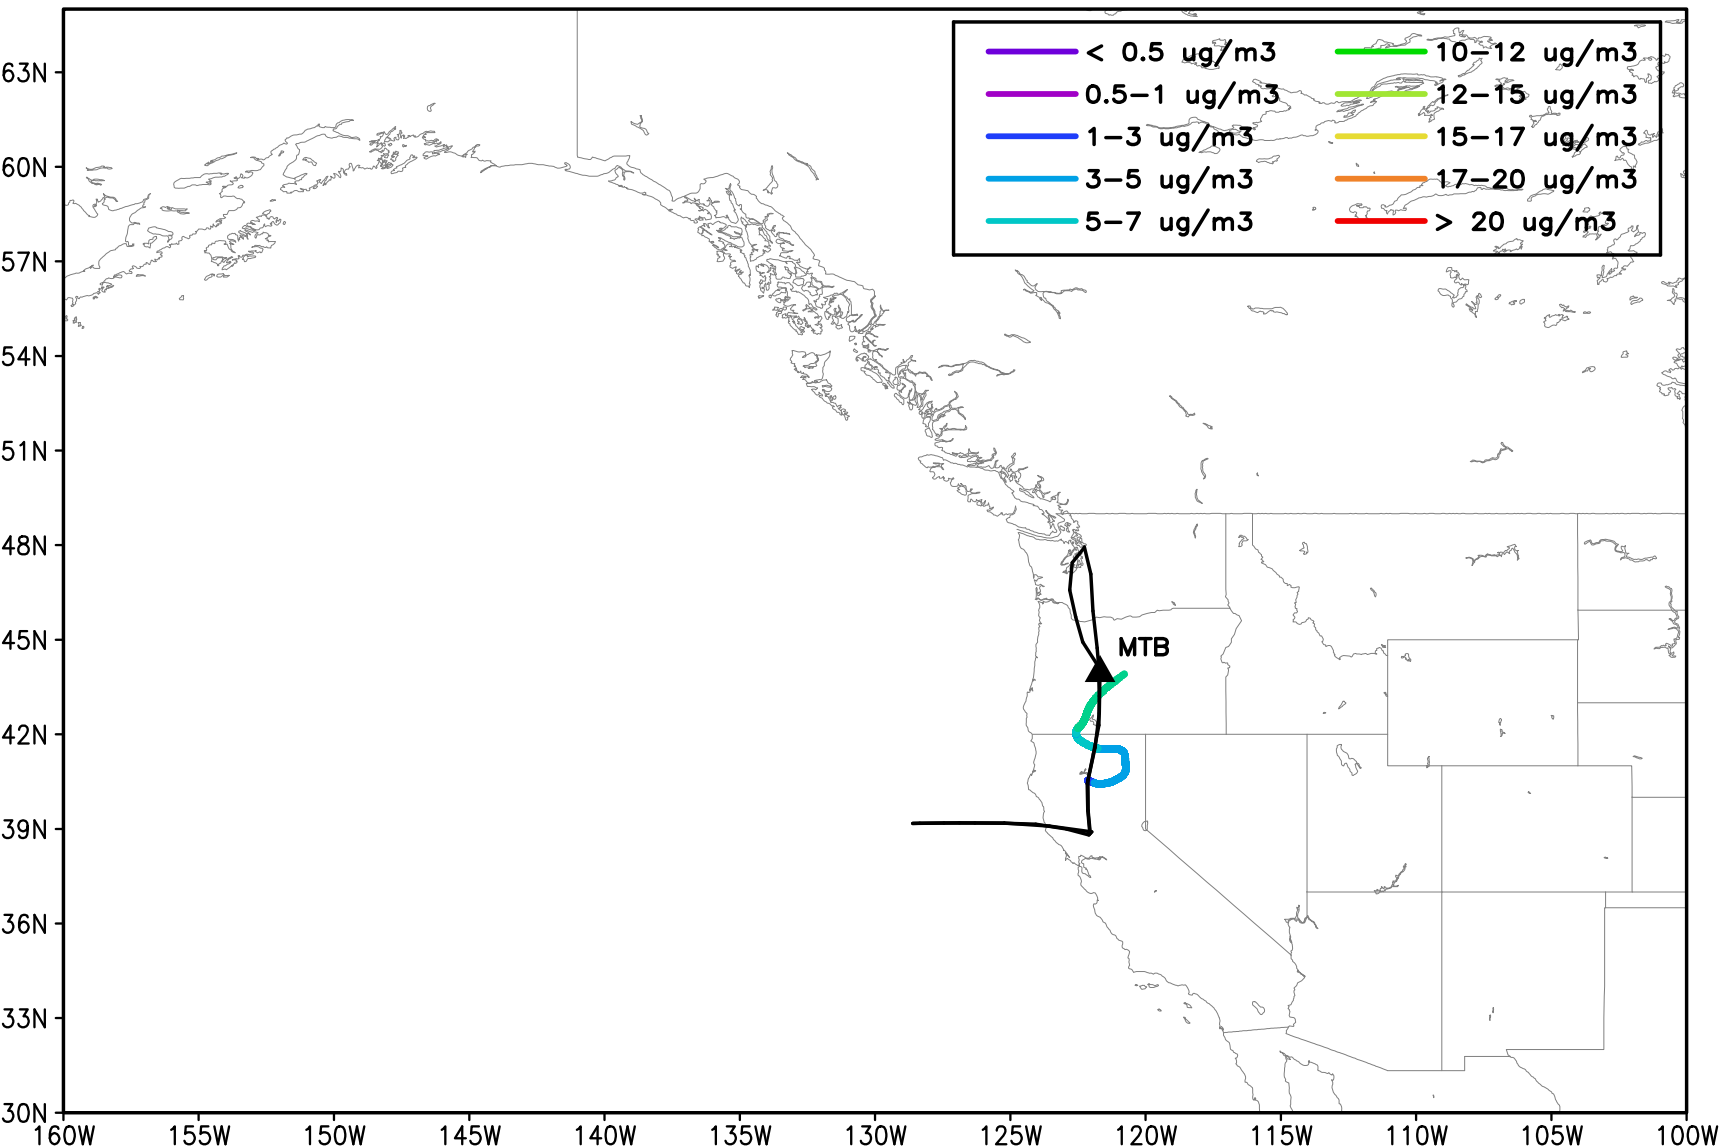 < 0.5 ug/m3
10-12 ug/m3
0.5-1 ug/m3
12-15 ug/m3
1-3 ug/m3
15-17 ug/m3
3-5 ug/m3
17-20 ug/m3
5-7 ug/m3
> 20 ug/m3
63N
60N
57N
54N
51N
48N
45N
42N
39N
36N
33N
30N
MTB
160W 155W 150W 145W 140W 135W 130W 125W 120W 115W 110W 105W 100W